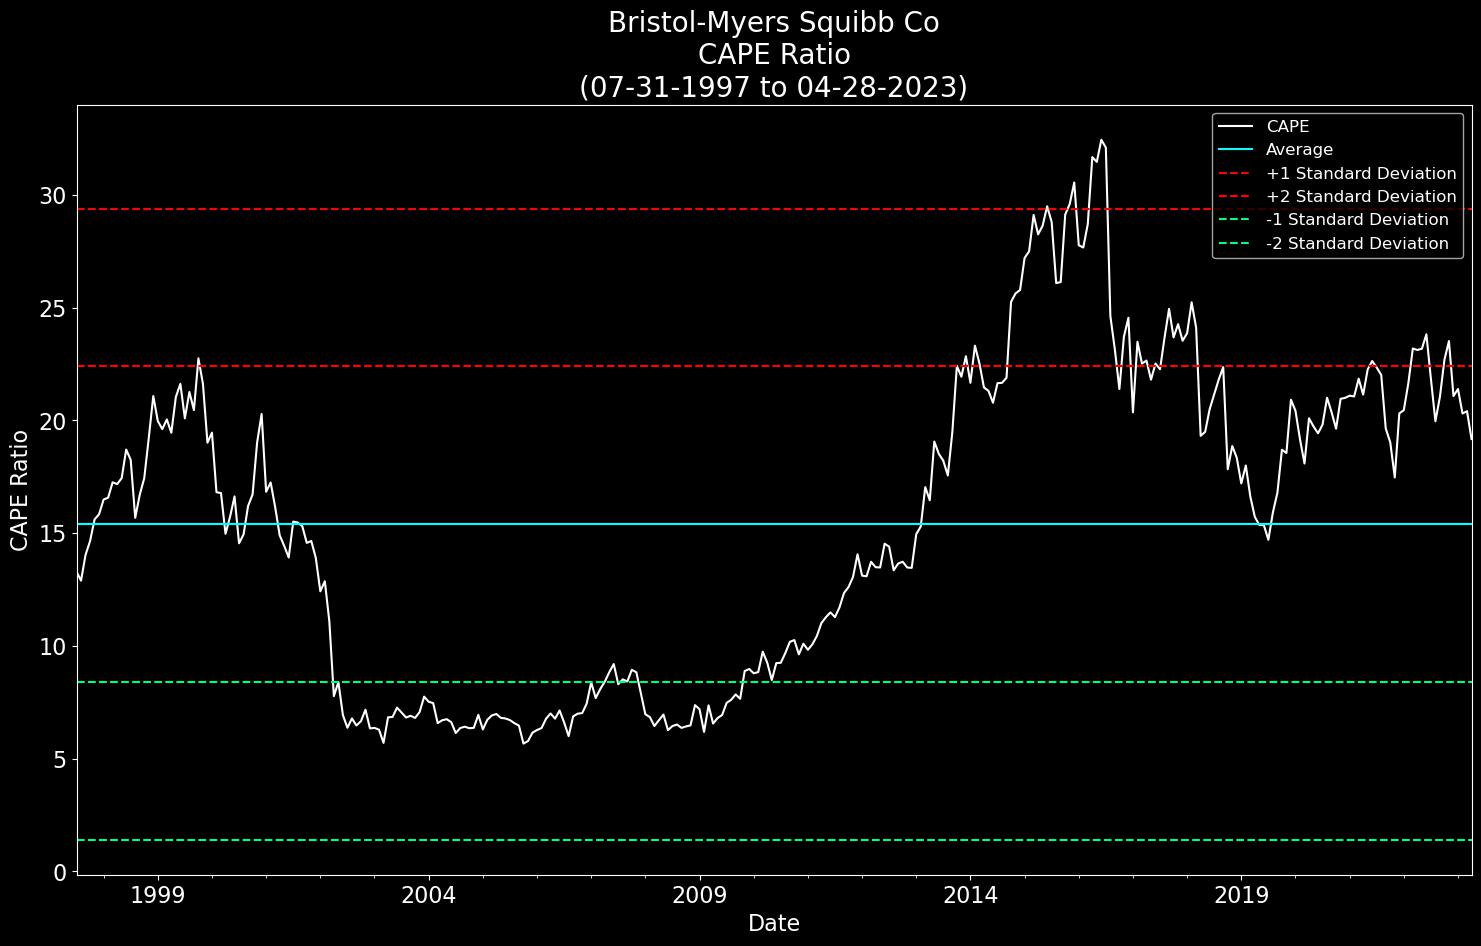 Bristol-Myers Squibb Co
CAPE Ratio
(07-31-1997 to 04-28-2023)
CAPE
Average
+1 Standard Deviation
+2 Standard Deviation
-1 Standard Deviation
-2 Standard Deviation
CAPE Ratio
30
25
20
15
10
5
0
1999
2004
2009
2014
2019
Date